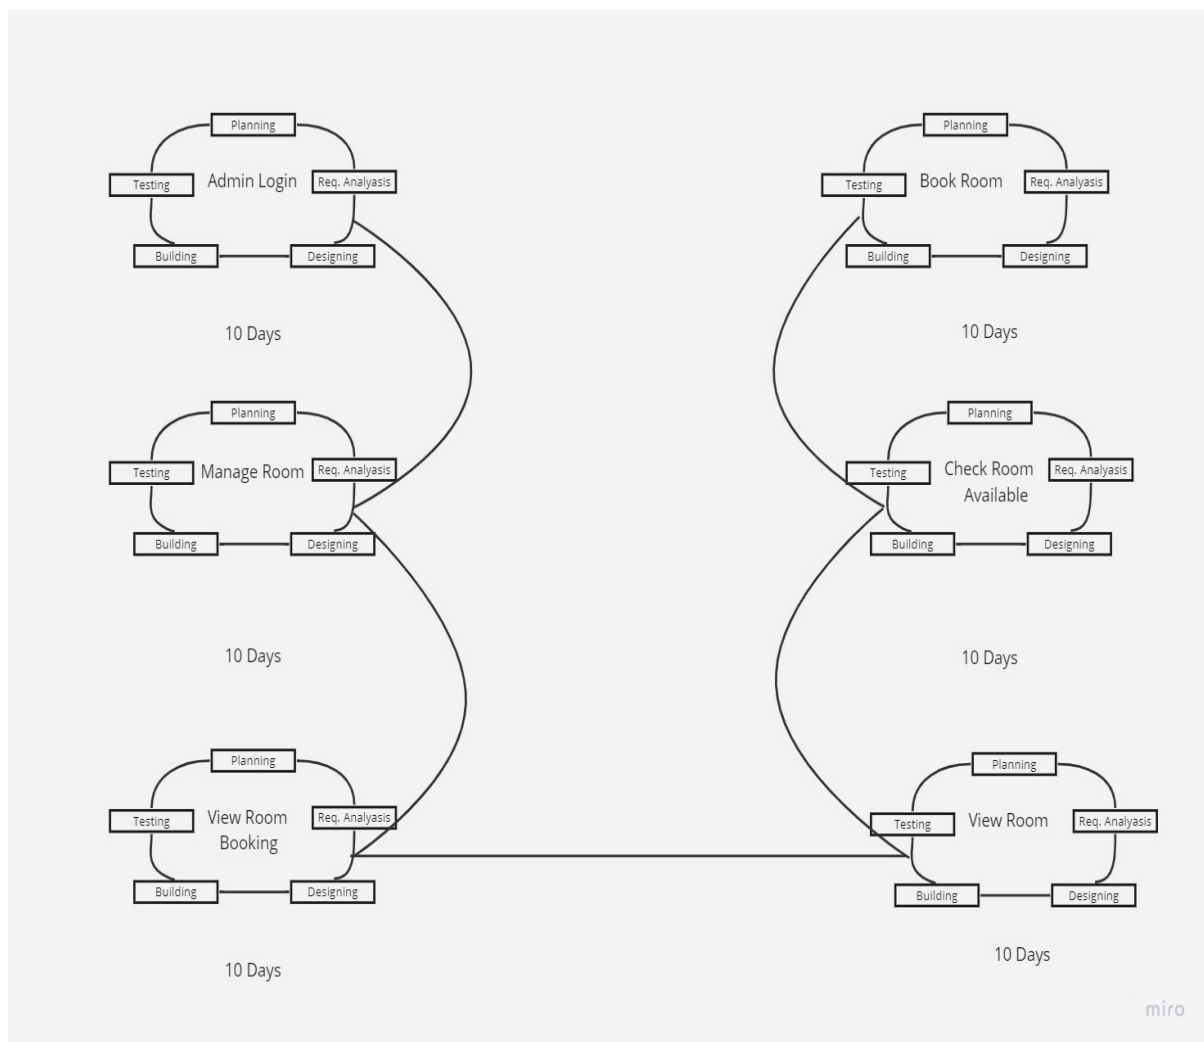 Planning
Testing
Admin Login
Req. Analyasis
Building
Designing
10 Days
Planning
Testing
Book Room
Req. Analyasis
Building
Designing
10 Days
Planning
Testing
Manage Room
Req. Analyasis
Building
Designing
10 Days
Planning
Testing
Check Room
Available
Req. Analyasis
Building
Designing
10 Days
Planning
Testing
View Room
Booking
Req. Analyasis
Building
Designing
10 Days
Planning
Testing
View Room
Req. Analyasis
Building
Designing
10 Days
miro